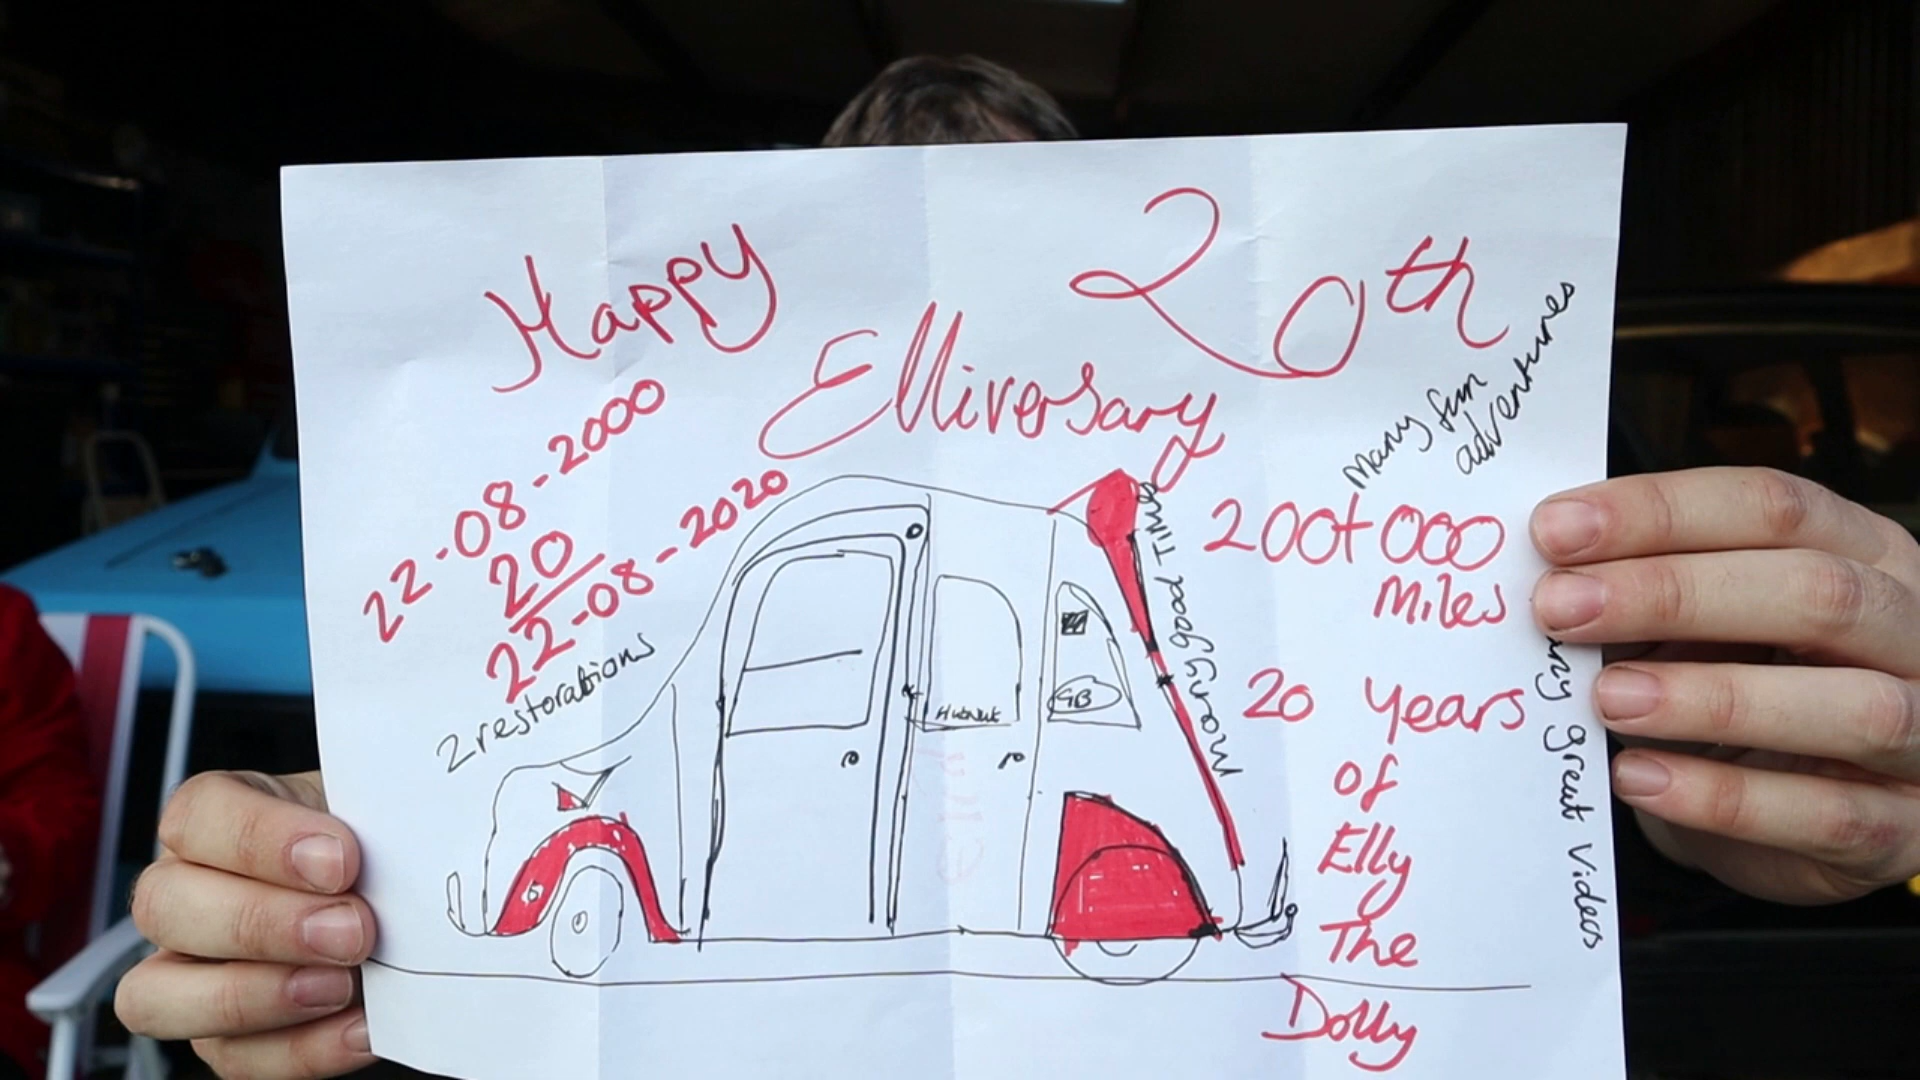 Happy 20th
Elliversary
22-08-2000
20
22-08-2020
2 restorations
Many fun
adventures
200+000
Miles
Many good Times
20 years
of
Elly
The
Dolly
great videos
HubNut
GB